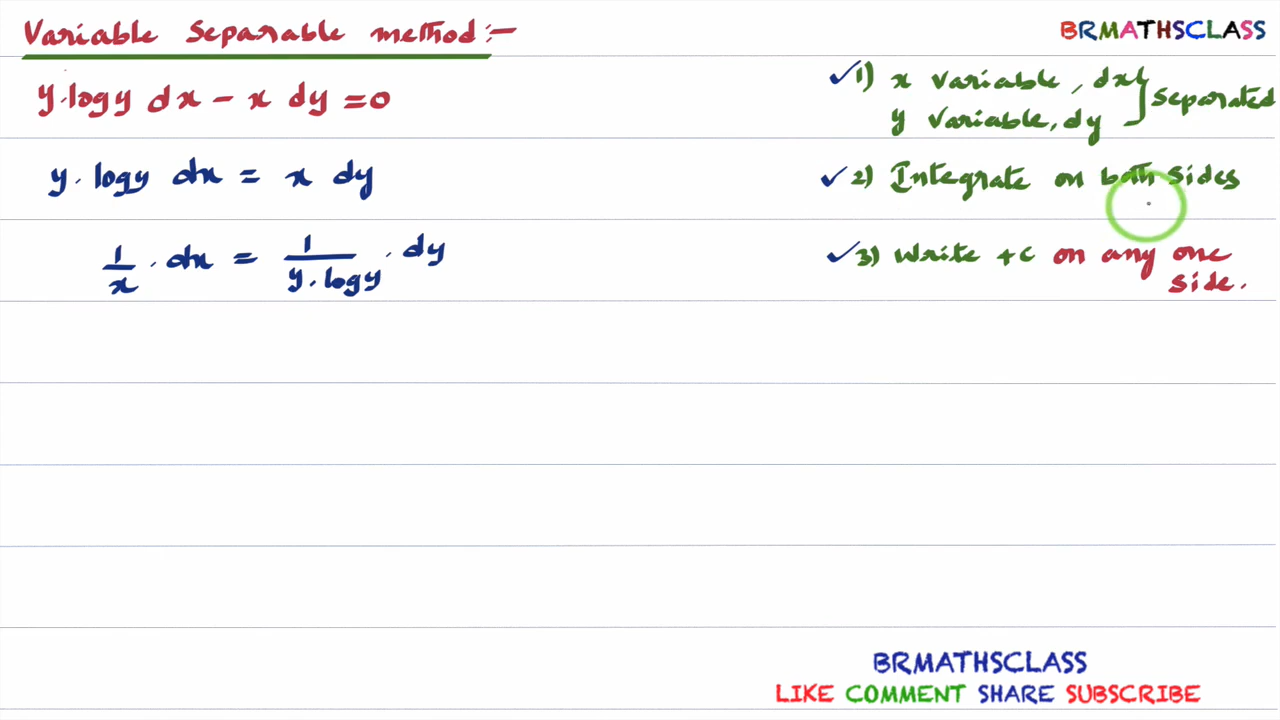 Variable Separable method :-
BRMATHSCLASS
y.logy dx - x dy = 0
y.logy dx = x dy
1/x . dx = 1/y.logy . dy
1) x variable, dx } Separated
y variable, dy
2) Integrate on both sides
3) Write +c on any one
side.
BRMATHSCLASS
LIKE COMMENT SHARE SUBSCRIBE